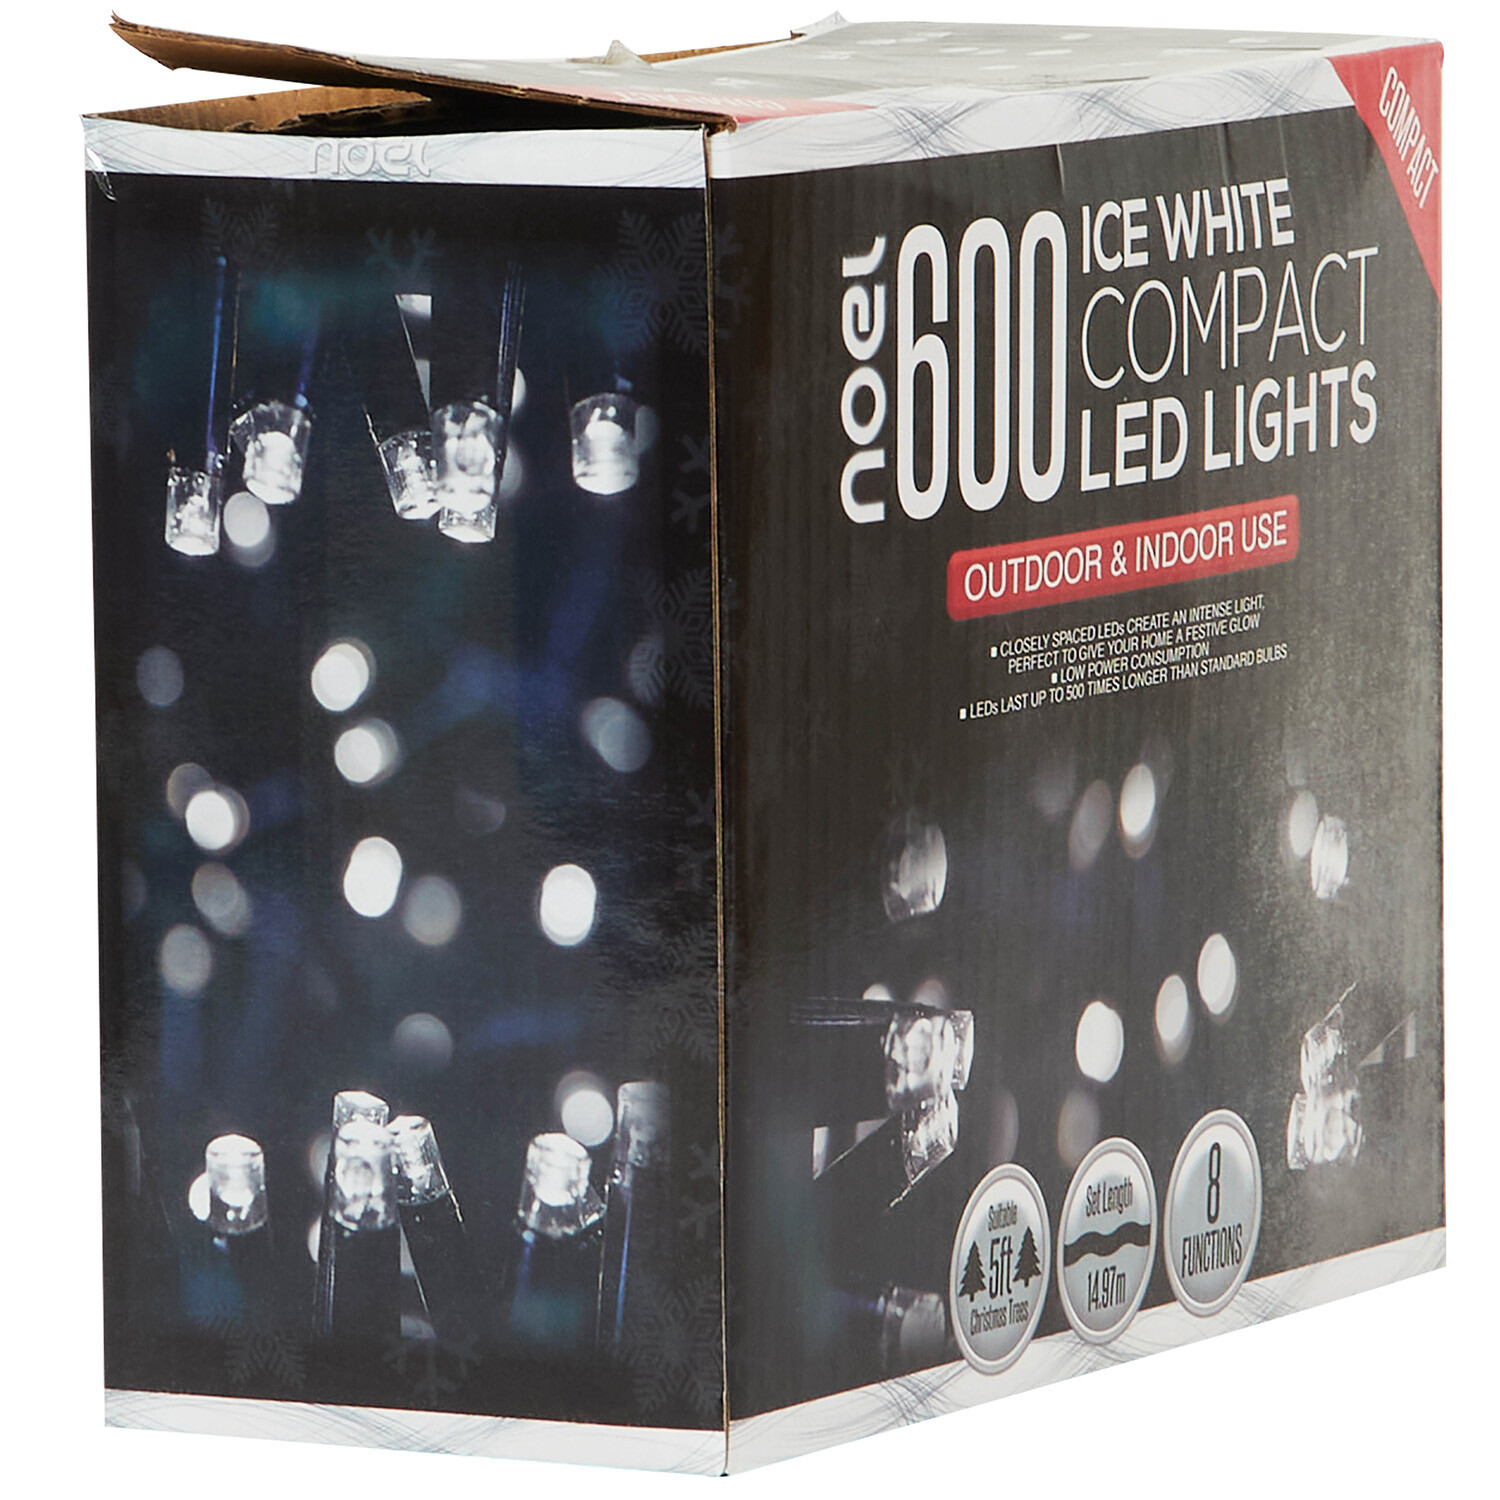 noel
COMPACT
COMPACT
noel
600
ICE WHITE
COMPACT
LED LIGHTS
OUTDOOR & INDOOR USE
▪ CLOSELY SPACED LEDs CREATE AN INTENSE LIGHT,
PERFECT TO GIVE YOUR HOME A FESTIVE GLOW
▪ LOW POWER CONSUMPTION
▪ LEDs LAST UP TO 500 TIMES LONGER THAN STANDARD BULBS
Suitable
5ft
Christmas Trees
Set Length
14.97m
8
FUNCTIONS